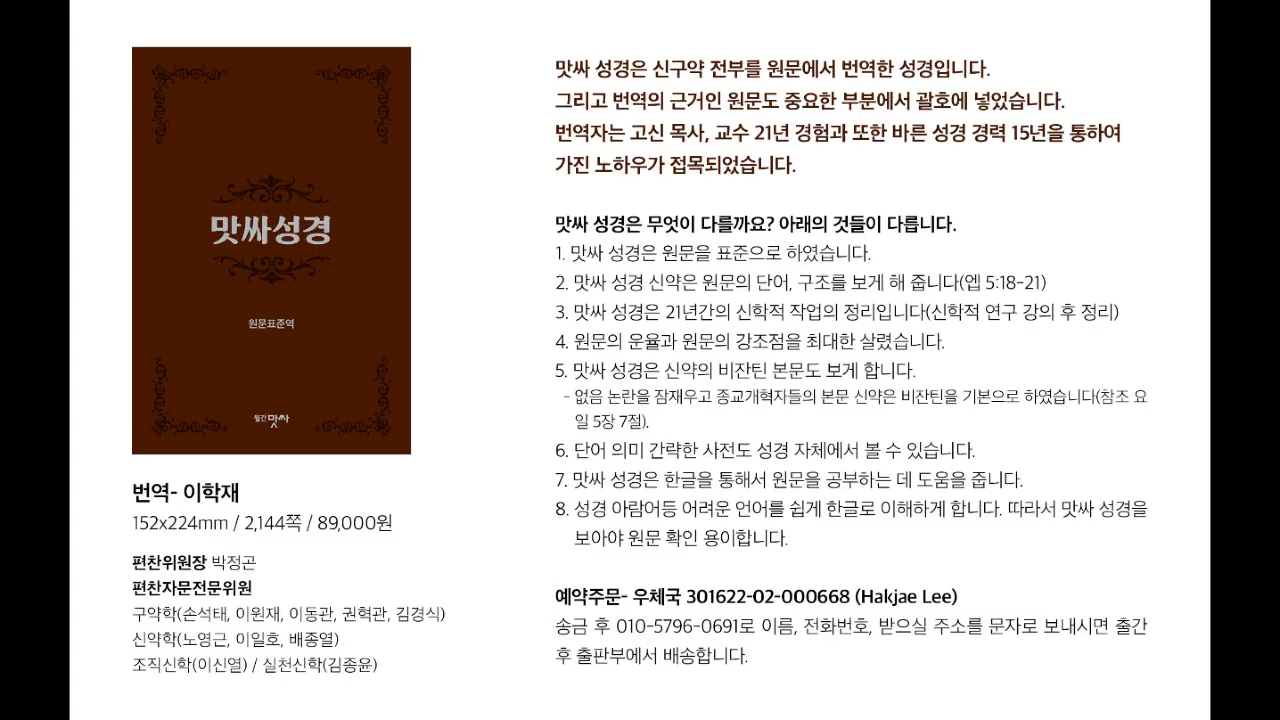 맛싸성경
원문표준역
월간 맛싸
번역- 이학재
152x224mm / 2,144쪽 / 89,000원
편찬위원장 박정곤
편찬자문전문위원
구약학(손석태, 이원재, 이동관, 권혁관, 김경식)
신약학(노영근, 이일호, 배종열)
조직신학(이신열) / 실천신학(김종윤)
맛싸 성경은 신구약 전부를 원문에서 번역한 성경입니다.
그리고 번역의 근거인 원문도 중요한 부분에서 괄호에 넣었습니다.
번역자는 고신 목사, 교수 21년 경험과 또한 바른 성경 경력 15년을 통하여
가진 노하우가 접목되었습니다.
맛싸 성경은 무엇이 다를까요? 아래의 것들이 다릅니다.
1. 맛싸 성경은 원문을 표준으로 하였습니다.
2. 맛싸 성경 신약은 원문의 단어, 구조를 보게 해 줍니다(엡 5:18-21)
3. 맛싸 성경은 21년간의 신학적 작업의 정리입니다(신학적 연구 강의 후 정리)
4. 원문의 운율과 원문의 강조점을 최대한 살렸습니다.
5. 맛싸 성경은 신약의 비잔틴 본문도 보게 합니다.
- 없음 논란을 잠재우고 종교개혁자들의 본문 신약은 비잔틴을 기본으로 하였습니다(참조 요
일 5장 7절).
6. 단어 의미 간략한 사전도 성경 자체에서 볼 수 있습니다.
7. 맛싸 성경은 한글을 통해서 원문을 공부하는 데 도움을 줍니다.
8. 성경 아람어등 어려운 언어를 쉽게 한글로 이해하게 합니다. 따라서 맛싸 성경을
보아야 원문 확인 용이합니다.
예약주문- 우체국 301622-02-000668 (Hakjae Lee)
송금 후 010-5796-0691로 이름, 전화번호, 받으실 주소를 문자로 보내시면 출간
후 출판부에서 배송합니다.